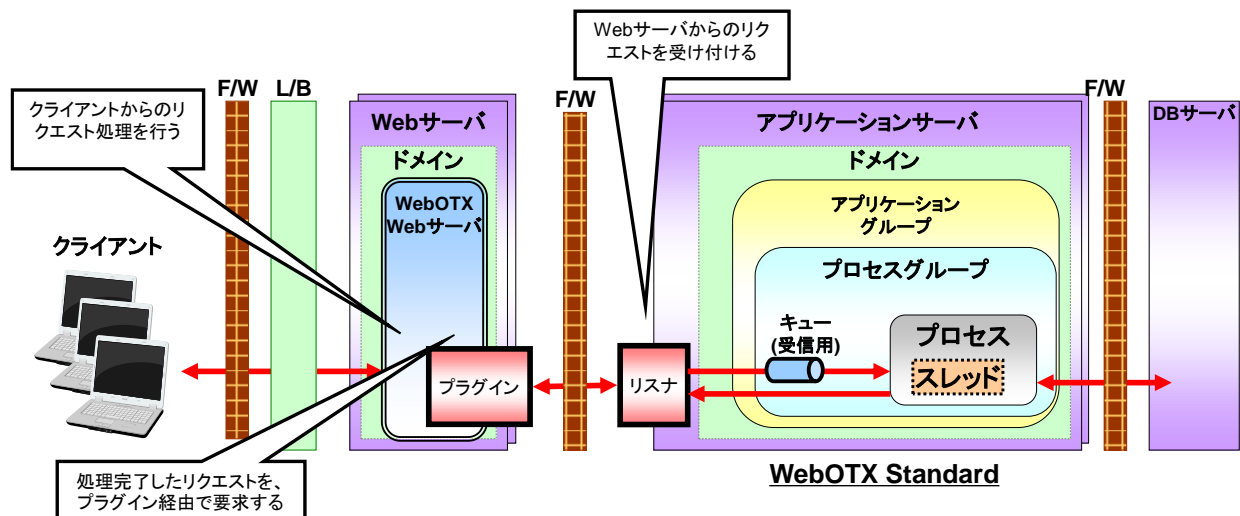 Webサーバからのリク
エストを受け付ける
F/W
L/B
F/W
F/W
クライアントからのリ
クエスト処理を行う
Webサーバ
アプリケーションサーバ
DBサーバ
ドメイン
ドメイン
WebOTX
Webサーバ
アプリケーション
グループ
クライアント
プロセスグループ
キュー
(受信用)
プロセス
スレッド
プラグイン
リスナ
処理完了したリクエストを、
プラグイン経由で要求する
WebOTX Standard